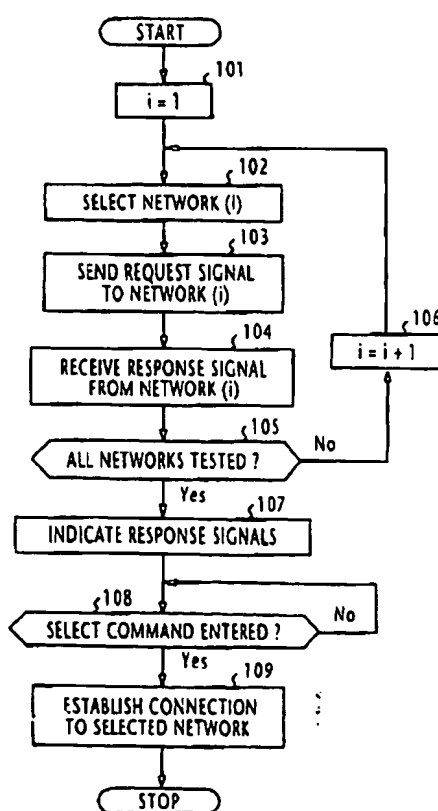 START
101
i = 1
102
SELECT NETWORK (i)
103
SEND REQUEST SIGNAL
TO NETWORK (i)
104
RECEIVE RESPONSE SIGNAL
FROM NETWORK (i)
106
i = i + 1
105
ALL NETWORKS TESTED ?
No
Yes
107
INDICATE RESPONSE SIGNALS
108
SELECT COMMAND ENTERED ?
No
Yes
109
ESTABLISH CONNECTION
TO SELECTED NETWORK
STOP